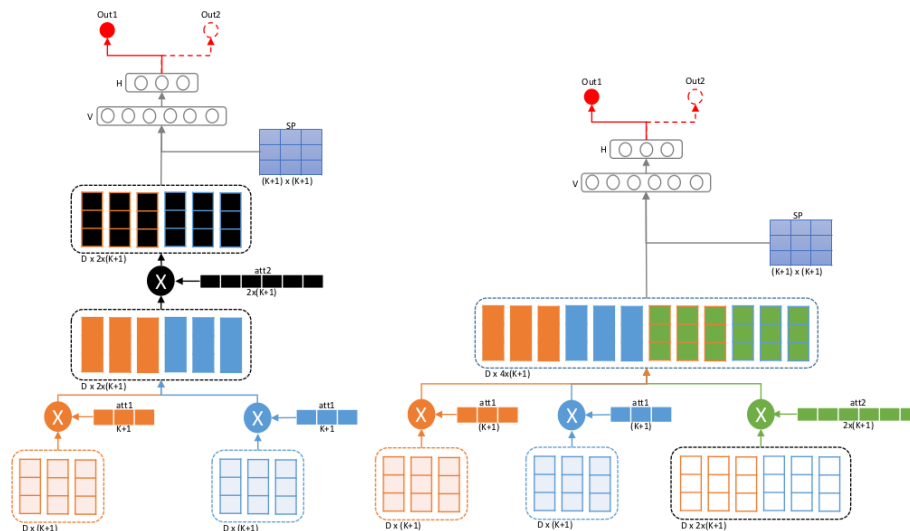 Out1 Out2
H
V
SP
(K+1) x (K+1)
D x 2x(K+1)
X
att2
2x(K+1)
D x 2x(K+1)
X
att1
K+1
X
att1
K+1
D x (K+1)
D x (K+1)
Out1 Out2
H
V
SP
(K+1) x (K+1)
D x 4x(K+1)
X
att1
(K+1)
X
att1
(K+1)
X
att2
2x(K+1)
D x (K+1)
D x (K+1)
D x 2x(K+1)